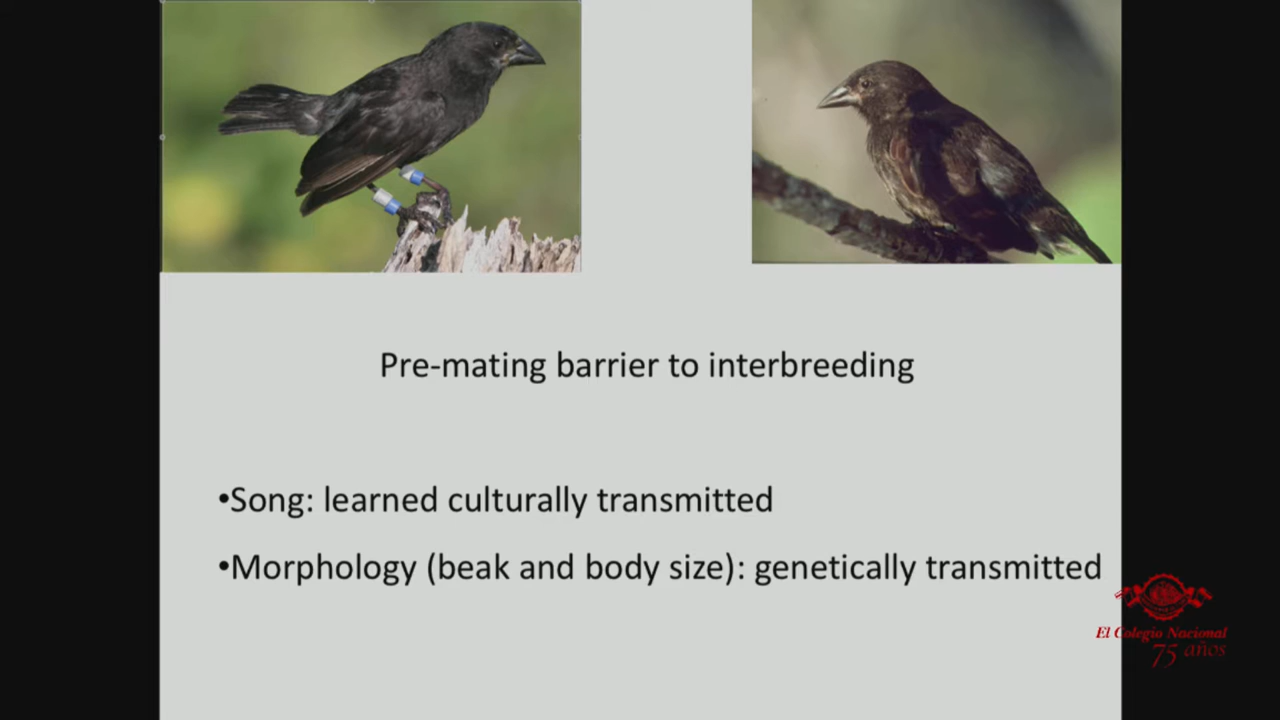 Pre-mating barrier to interbreeding
•Song: learned culturally transmitted
•Morphology (beak and body size): genetically transmitted
El Colegio Nacional
75 años